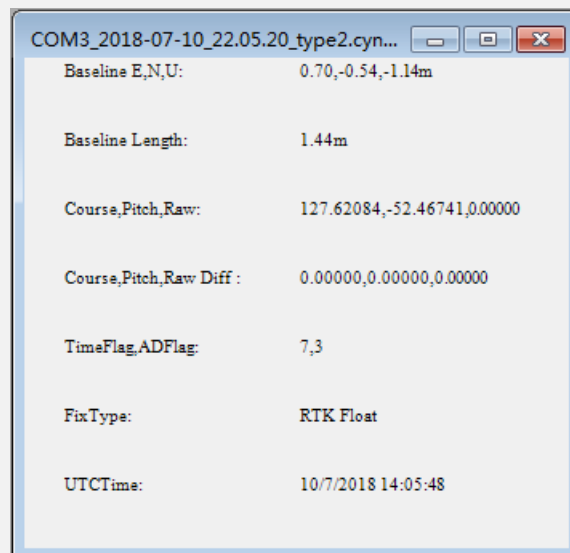 COM3_2018-07-10_22.05.20_type2.cyn...
Baseline E,N,U: 0.70,-0.54,-1.14m
Baseline Length: 1.44m
Course,Pitch,Raw: 127.62084,-52.46741,0.00000
Course,Pitch,Raw Diff : 0.00000,0.00000,0.00000
TimeFlag,ADFlag: 7,3
FixType: RTK Float
UTCTime: 10/7/2018 14:05:48